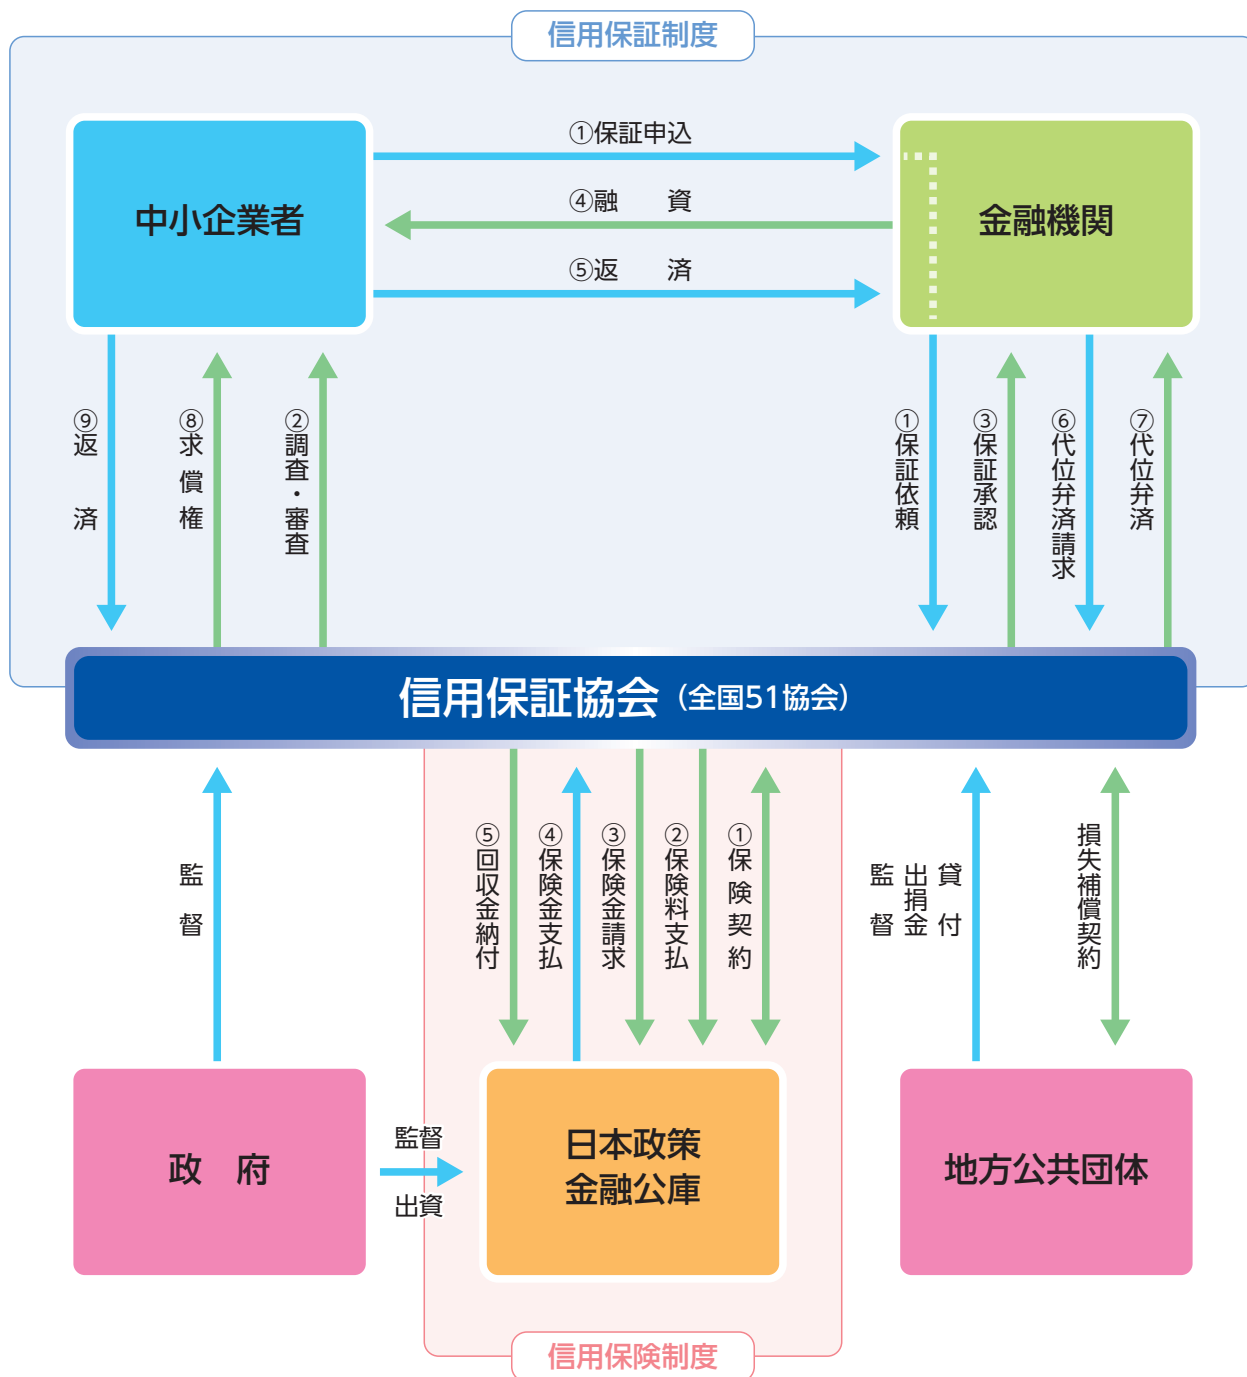 信用保証制度
①保証申込
中小企業者
④融　資
金融機関
⑤返　済
⑨返　済
⑧求償権
②調査・審査
①保証依頼
③保証承認
⑥代位弁済請求
⑦代位弁済
信用保証協会（全国51協会）
監督
⑤回収金納付
④保険金支払
③保険金請求
②保険料支払
①保険契約
監督
出捐金
貸付
損失補償契約
政　府
監督
出資
日本政策
金融公庫
地方公共団体
信用保険制度